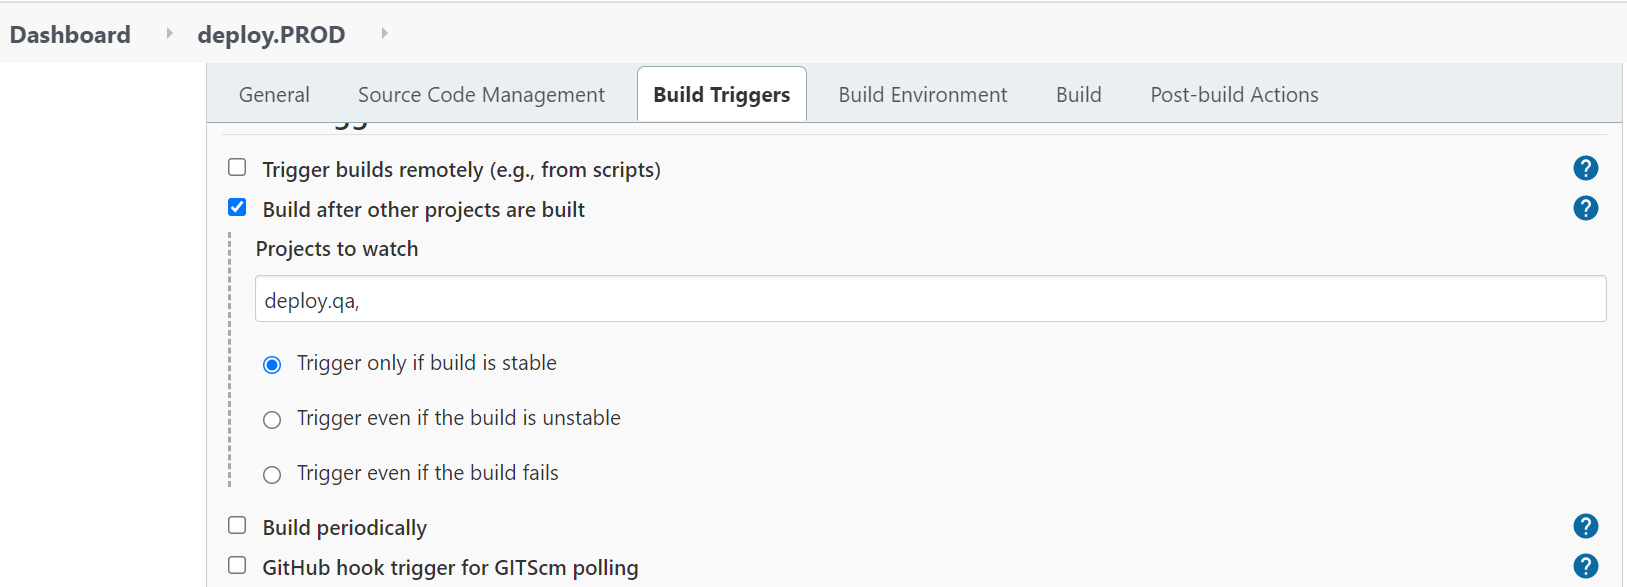 Dashboard deploy.PROD
General Source Code Management Build Triggers Build Environment Build Post-build Actions
Trigger builds remotely (e.g., from scripts) ?
Build after other projects are built ?
Projects to watch
deploy.qa,
Trigger only if build is stable
Trigger even if the build is unstable
Trigger even if the build fails
Build periodically ?
GitHub hook trigger for GITScm polling ?